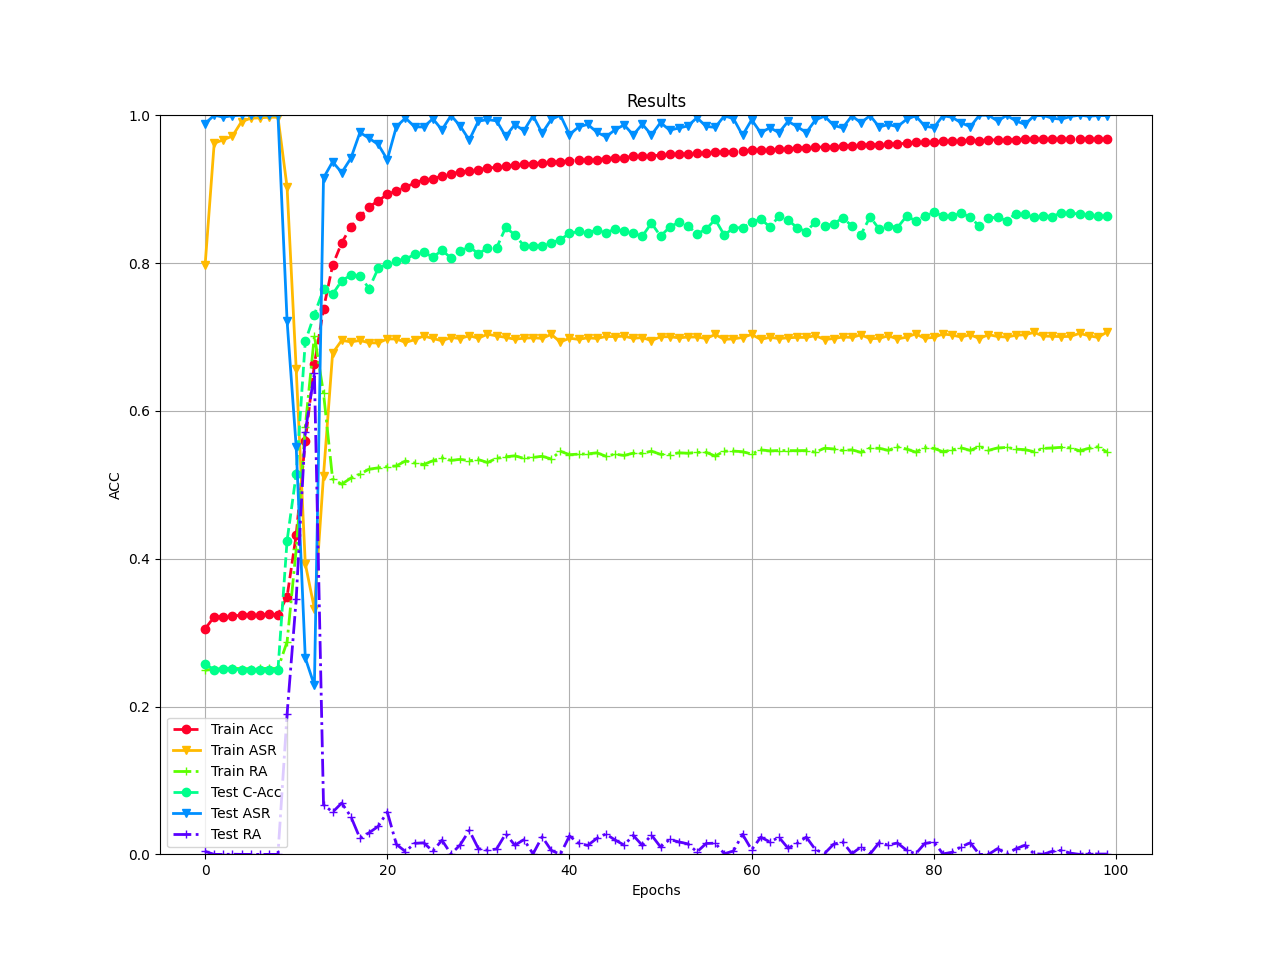 Results
1.0
0.8
0.6
0.4
0.2
0.0
ACC
Train Acc
Train ASR
Train RA
Test C-Acc
Test ASR
Test RA
0 20 40 60 80 100
Epochs